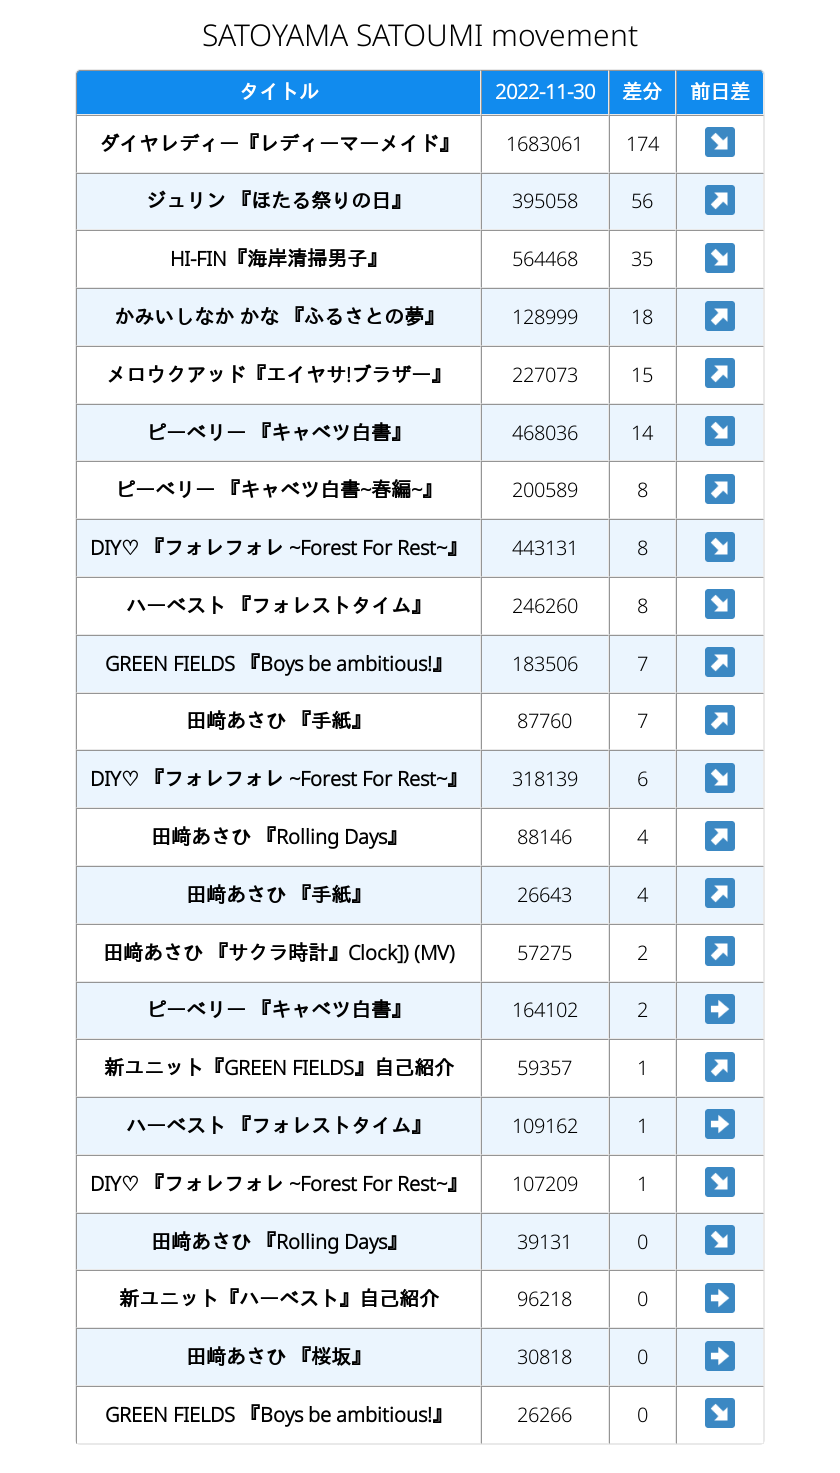 SATOYAMA SATOUMI movement
タイトル 2022-11-30 差分 前日差
ダイヤレディー『レディーマーメイド』 1683061 174 ↘
ジュリン 『ほたる祭りの日』 395058 56 ↗
HI-FIN『海岸清掃男子』 564468 35 ↘
かみいしなか かな 『ふるさとの夢』 128999 18 ↗
メロウクアッド『エイヤサ!ブラザー』 227073 15 ↗
ピーベリー 『キャベツ白書』 468036 14 ↘
ピーベリー 『キャベツ白書~春編~』 200589 8 ↗
DIY♡ 『フォレフォレ ~Forest For Rest~』 443131 8 ↘
ハーベスト 『フォレストタイム』 246260 8 ↘
GREEN FIELDS 『Boys be ambitious!』 183506 7 ↗
田﨑あさひ 『手紙』 87760 7 ↗
DIY♡ 『フォレフォレ ~Forest For Rest~』 318139 6 ↘
田﨑あさひ 『Rolling Days』 88146 4 ↗
田﨑あさひ 『手紙』 26643 4 ↗
田﨑あさひ 『サクラ時計』Clock]) (MV) 57275 2 ↗
ピーベリー 『キャベツ白書』 164102 2 ➡
新ユニット『GREEN FIELDS』自己紹介 59357 1 ↗
ハーベスト 『フォレストタイム』 109162 1 ➡
DIY♡ 『フォレフォレ ~Forest For Rest~』 107209 1 ↘
田﨑あさひ 『Rolling Days』 39131 0 ↘
新ユニット『ハーベスト』自己紹介 96218 0 ➡
田﨑あさひ 『桜坂』 30818 0 ➡
GREEN FIELDS 『Boys be ambitious!』 26266 0 ↘